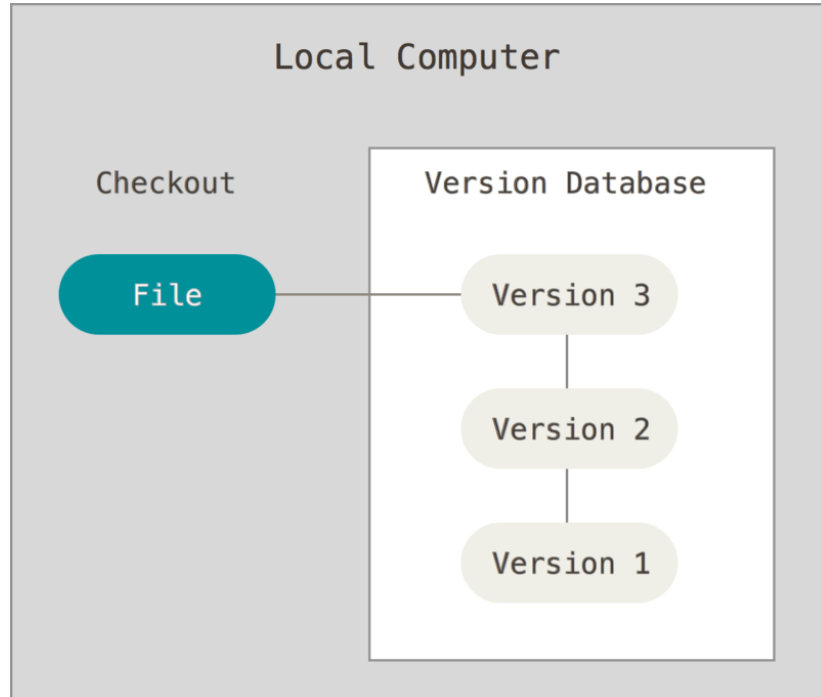 Local Computer
Checkout
Version Database
File
Version 3
Version 2
Version 1